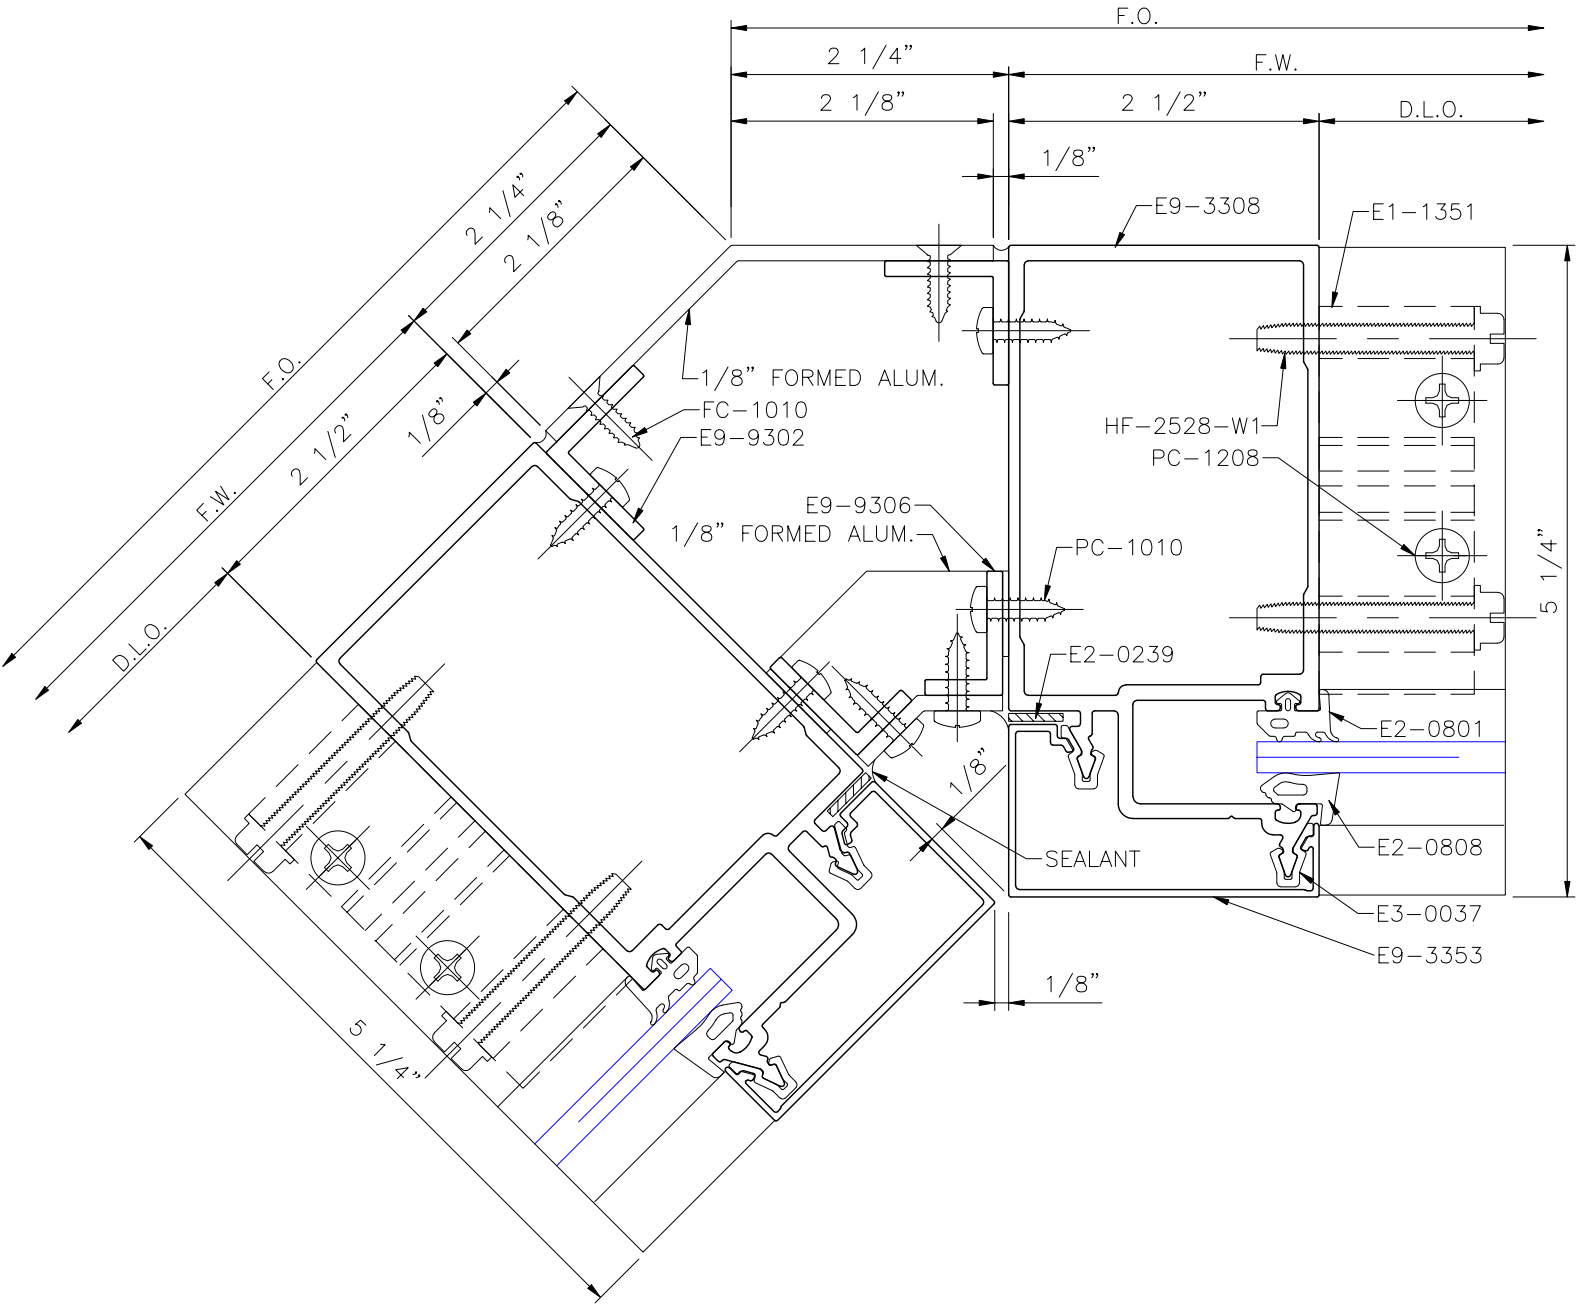 F.O.
2 1/4”
F.W.
2 1/8”
2 1/2”
D.L.O.
1/8”
2 1/4”
2 1/8”
E9-3308
E1-1351
F.O.
1/8” FORMED ALUM.
FC-1010
1/8”
2 1/2”
HF-2528-W1
E9-9302
PC-1208
F.W.
E9-9306
1/8” FORMED ALUM.
PC-1010
5 1/4”
D.L.O.
E2-0239
E2-0801
1/8”
E2-0808
SEALANT
E3-0037
E9-3353
1/8”
5 1/4”